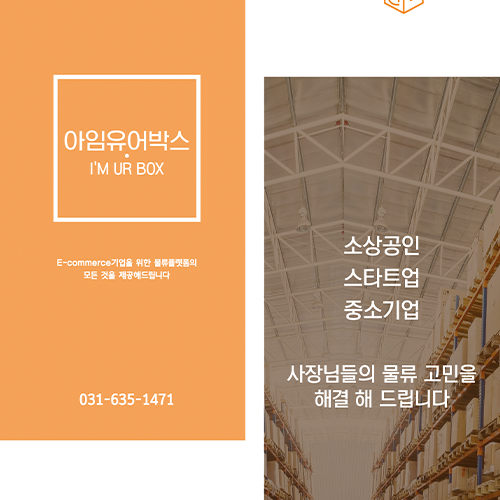 아임유어박스
I'M UR BOX
E-commerce기업을 위한 물류플랫폼의
모든 것을 제공해드립니다
031-635-1471
소상공인
스타트업
중소기업
사장님들의 물류 고민을
해결 해 드립니다